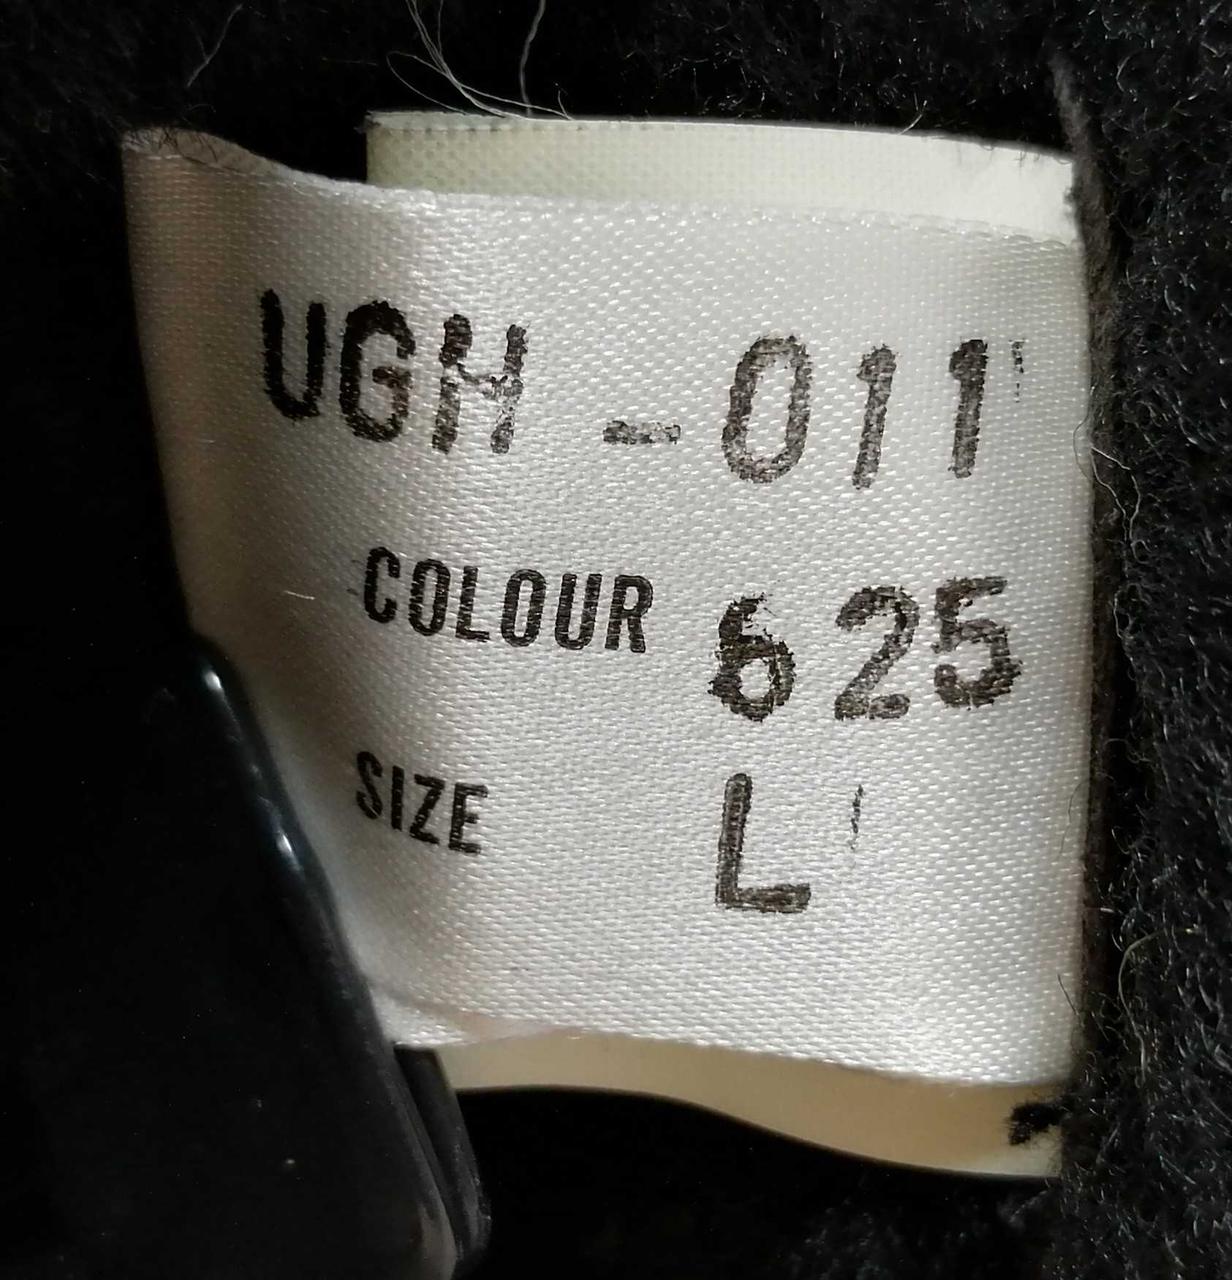 UGH - 011
COLOUR 625
SIZE L